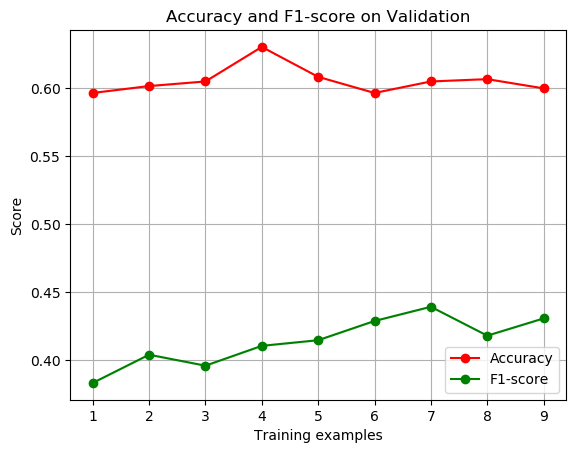 Accuracy and F1-score on Validation
Score
0.60
0.55
0.50
0.45
0.40
Accuracy
F1-score
1 2 3 4 5 6 7 8 9
Training examples